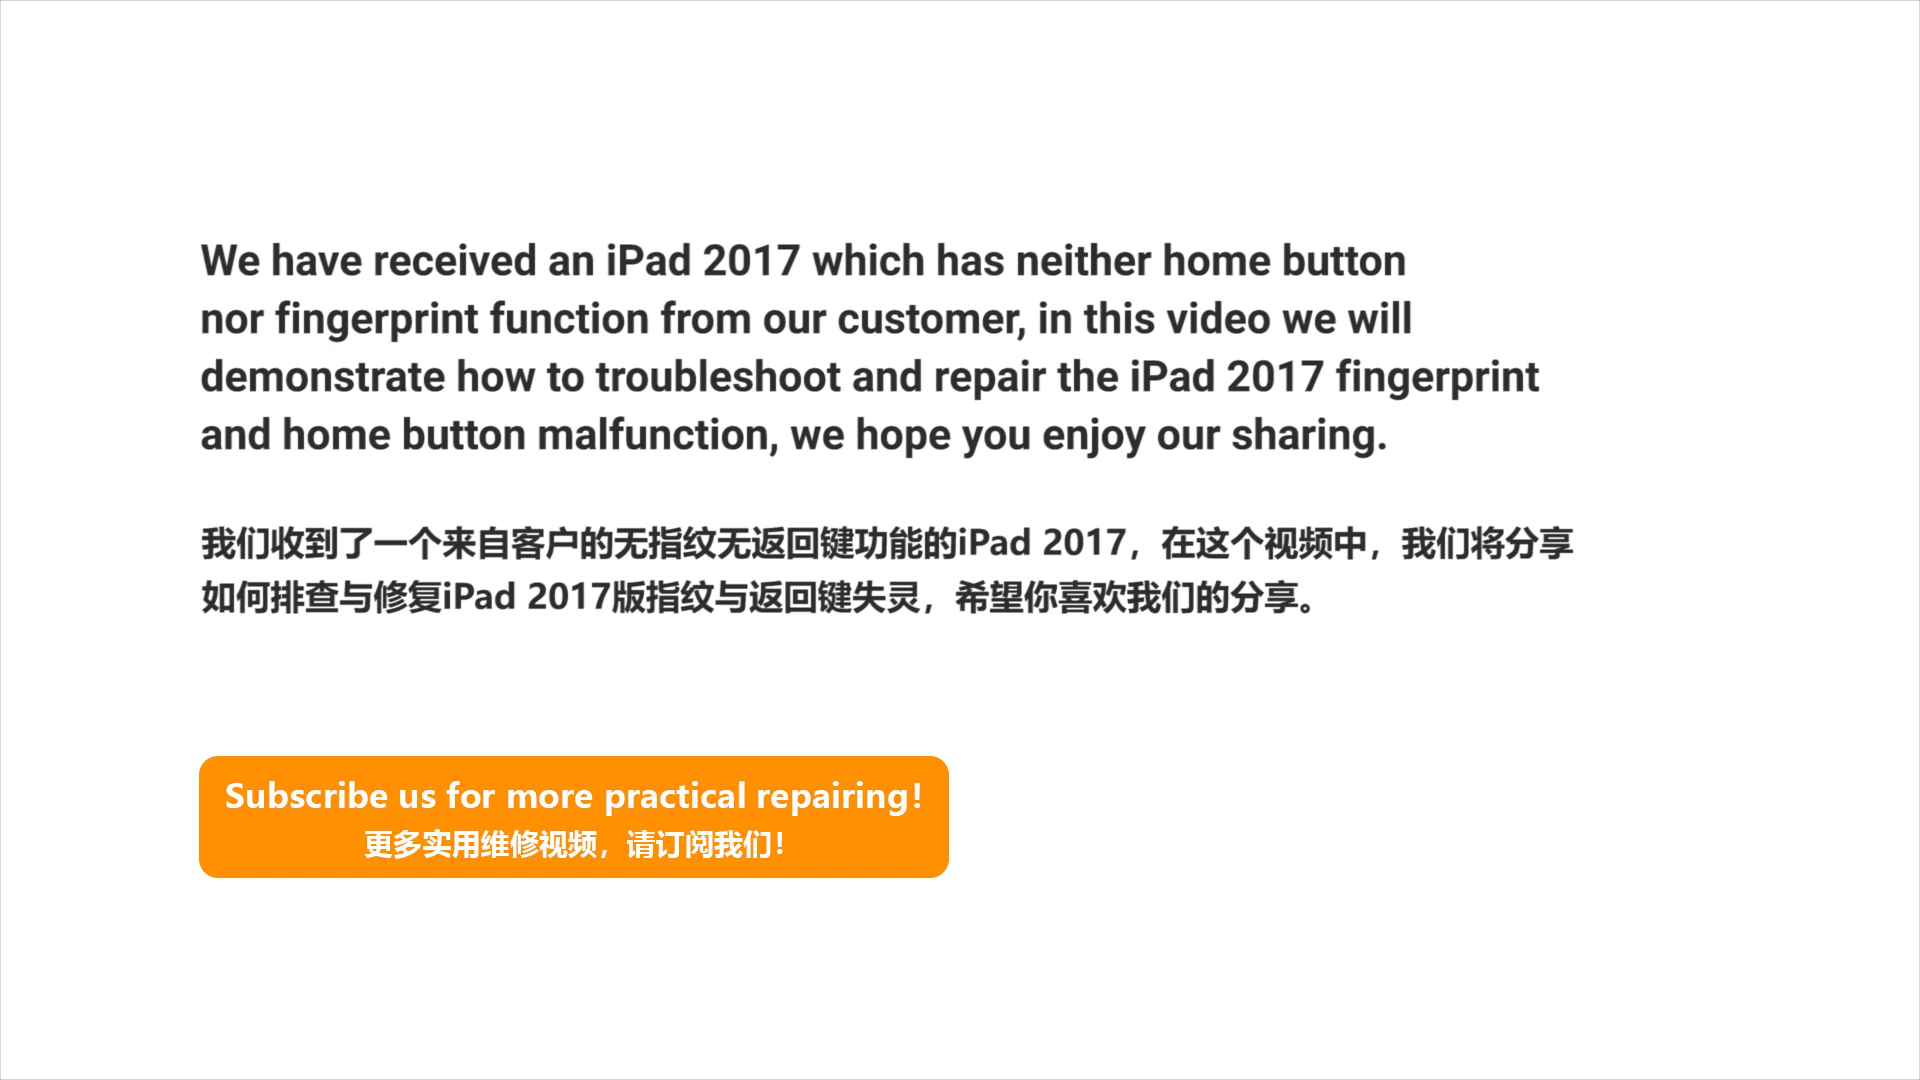 We have received an iPad 2017 which has neither home button
nor fingerprint function from our customer, in this video we will
demonstrate how to troubleshoot and repair the iPad 2017 fingerprint
and home button malfunction, we hope you enjoy our sharing.
我们收到了一个来自客户的无指纹无返回键功能的iPad 2017，在这个视频中，我们将分享
如何排查与修复iPad 2017版指纹与返回键失灵，希望你喜欢我们的分享。
Subscribe us for more practical repairing!
更多实用维修视频，请订阅我们！